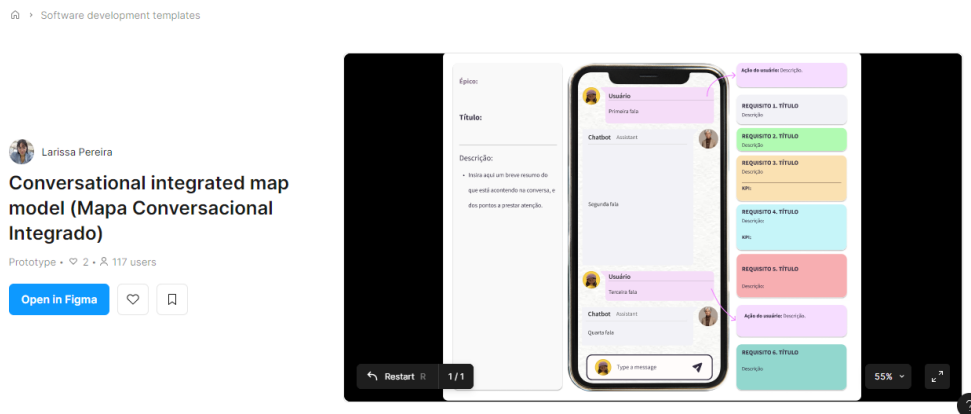 Software development templates
Larissa Pereira
Conversational integrated map
model (Mapa Conversacional
Integrado)
Prototype • 2 • 117 users
Open in Figma
Épico:
Título:
Descrição:
• Insira aqui um breve resumo do
que está acontendo na conversa, e
dos pontos a prestar atenção.
Usuário
Primeira fala
Chatbot Assistant
Segunda fala
Usuário
Terceira fala
Chatbot Assistant
Quarta fala
Type a message
Ação do usuário: Descrição.
REQUISITO 1. TÍTULO
Descrição
REQUISITO 2. TÍTULO
Descrição
REQUISITO 3. TÍTULO
Descrição
KPI:
REQUISITO 4. TÍTULO
Descrição
KPI:
REQUISITO 5. TÍTULO
Descrição:
Ação do usuário: Descrição.
REQUISITO 6. TÍTULO
Descrição
Restart R
1 / 1
55%